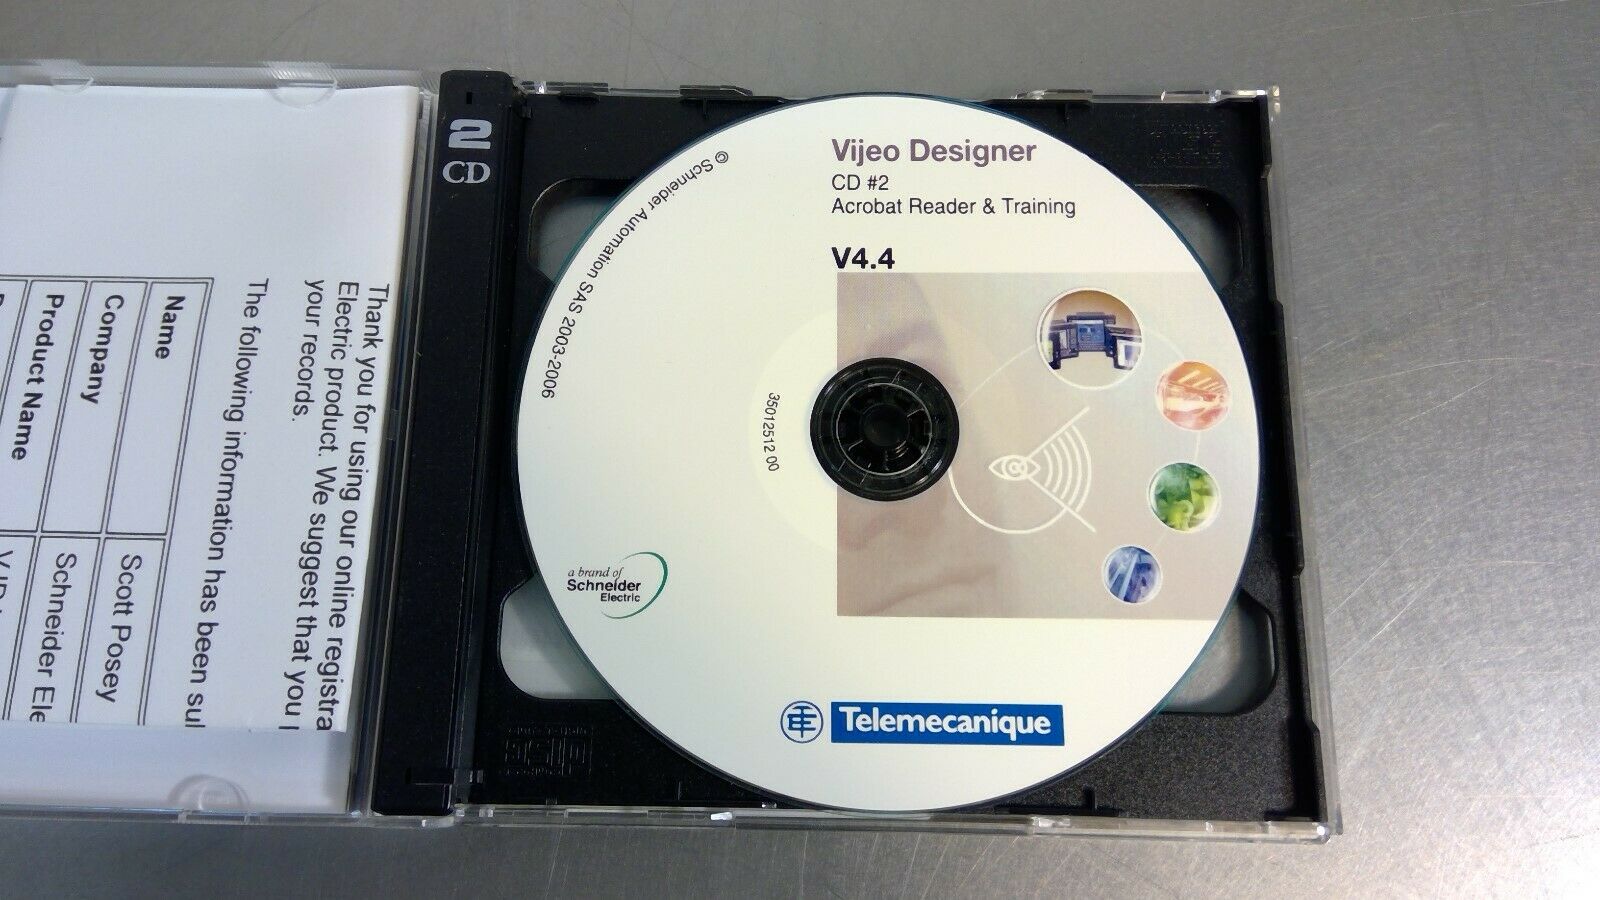 2
CD
Thank you for using our online registra
Electric product. We suggest that you
your records.
The following information has been sul
Name
Company
Scott Posey
Product Name
Schneider Ele
Vijeo Designer
CD #2
Acrobat Reader & Training
V4.4
© Schneider Automation SAS 2003-2006
35012512 00
a brand of
Schneider
Electric
Telemecanique